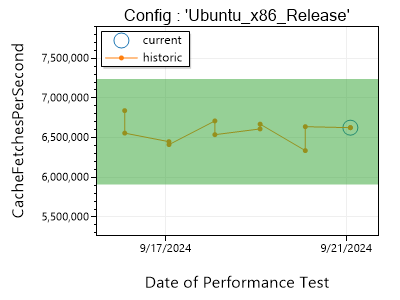 Config : 'Ubuntu_x86_Release'
current
historic
CacheFetchesPerSecond
7,500,000
7,000,000
6,500,000
6,000,000
5,500,000
9/17/2024
9/21/2024
Date of Performance Test